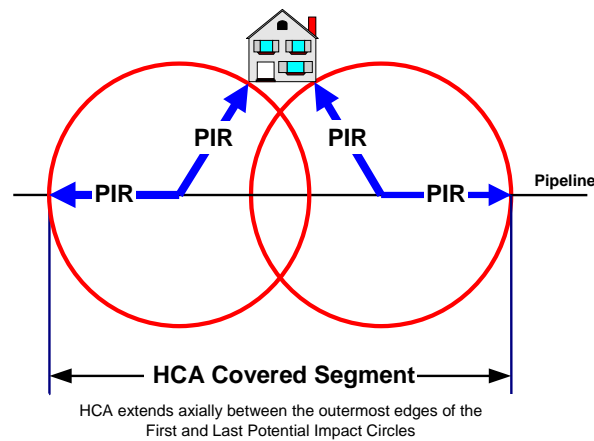 PIR
PIR
PIR
PIR
Pipeline
HCA Covered Segment
HCA extends axially between the outermost edges of the
First and Last Potential Impact Circles